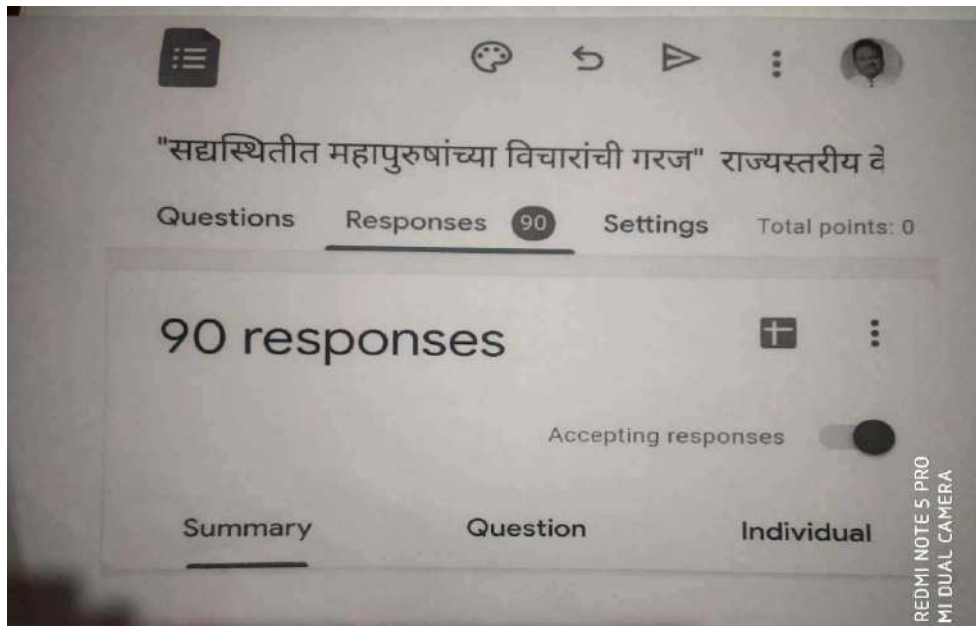 "सद्यस्थितीत महापुरुषांच्या विचारांची गरज" राज्यस्तरीय वे
Questions Responses 90 Settings Total points: 0
90 responses
Accepting responses
Summary Question Individual
REDMI NOTE 5 PRO
MI DUAL CAMERA